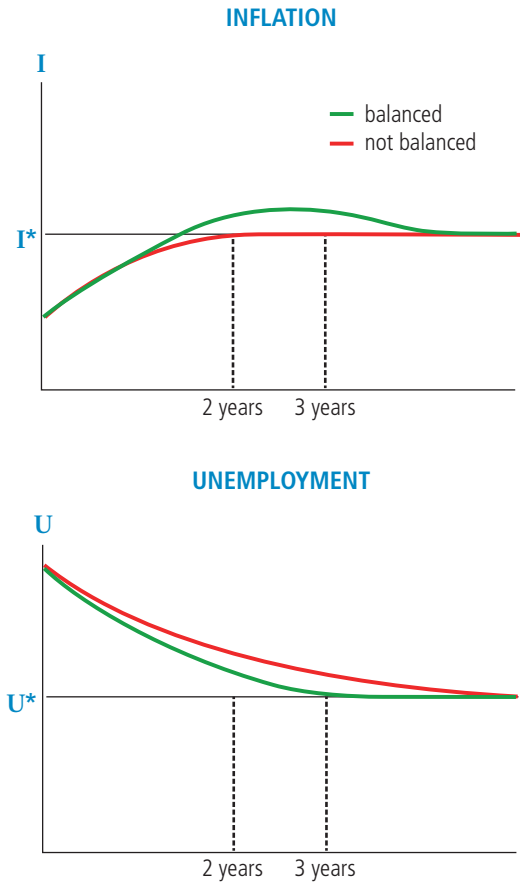 INFLATION
I
balanced
not balanced
I*
2 years 3 years
UNEMPLOYMENT
U
U*
2 years 3 years